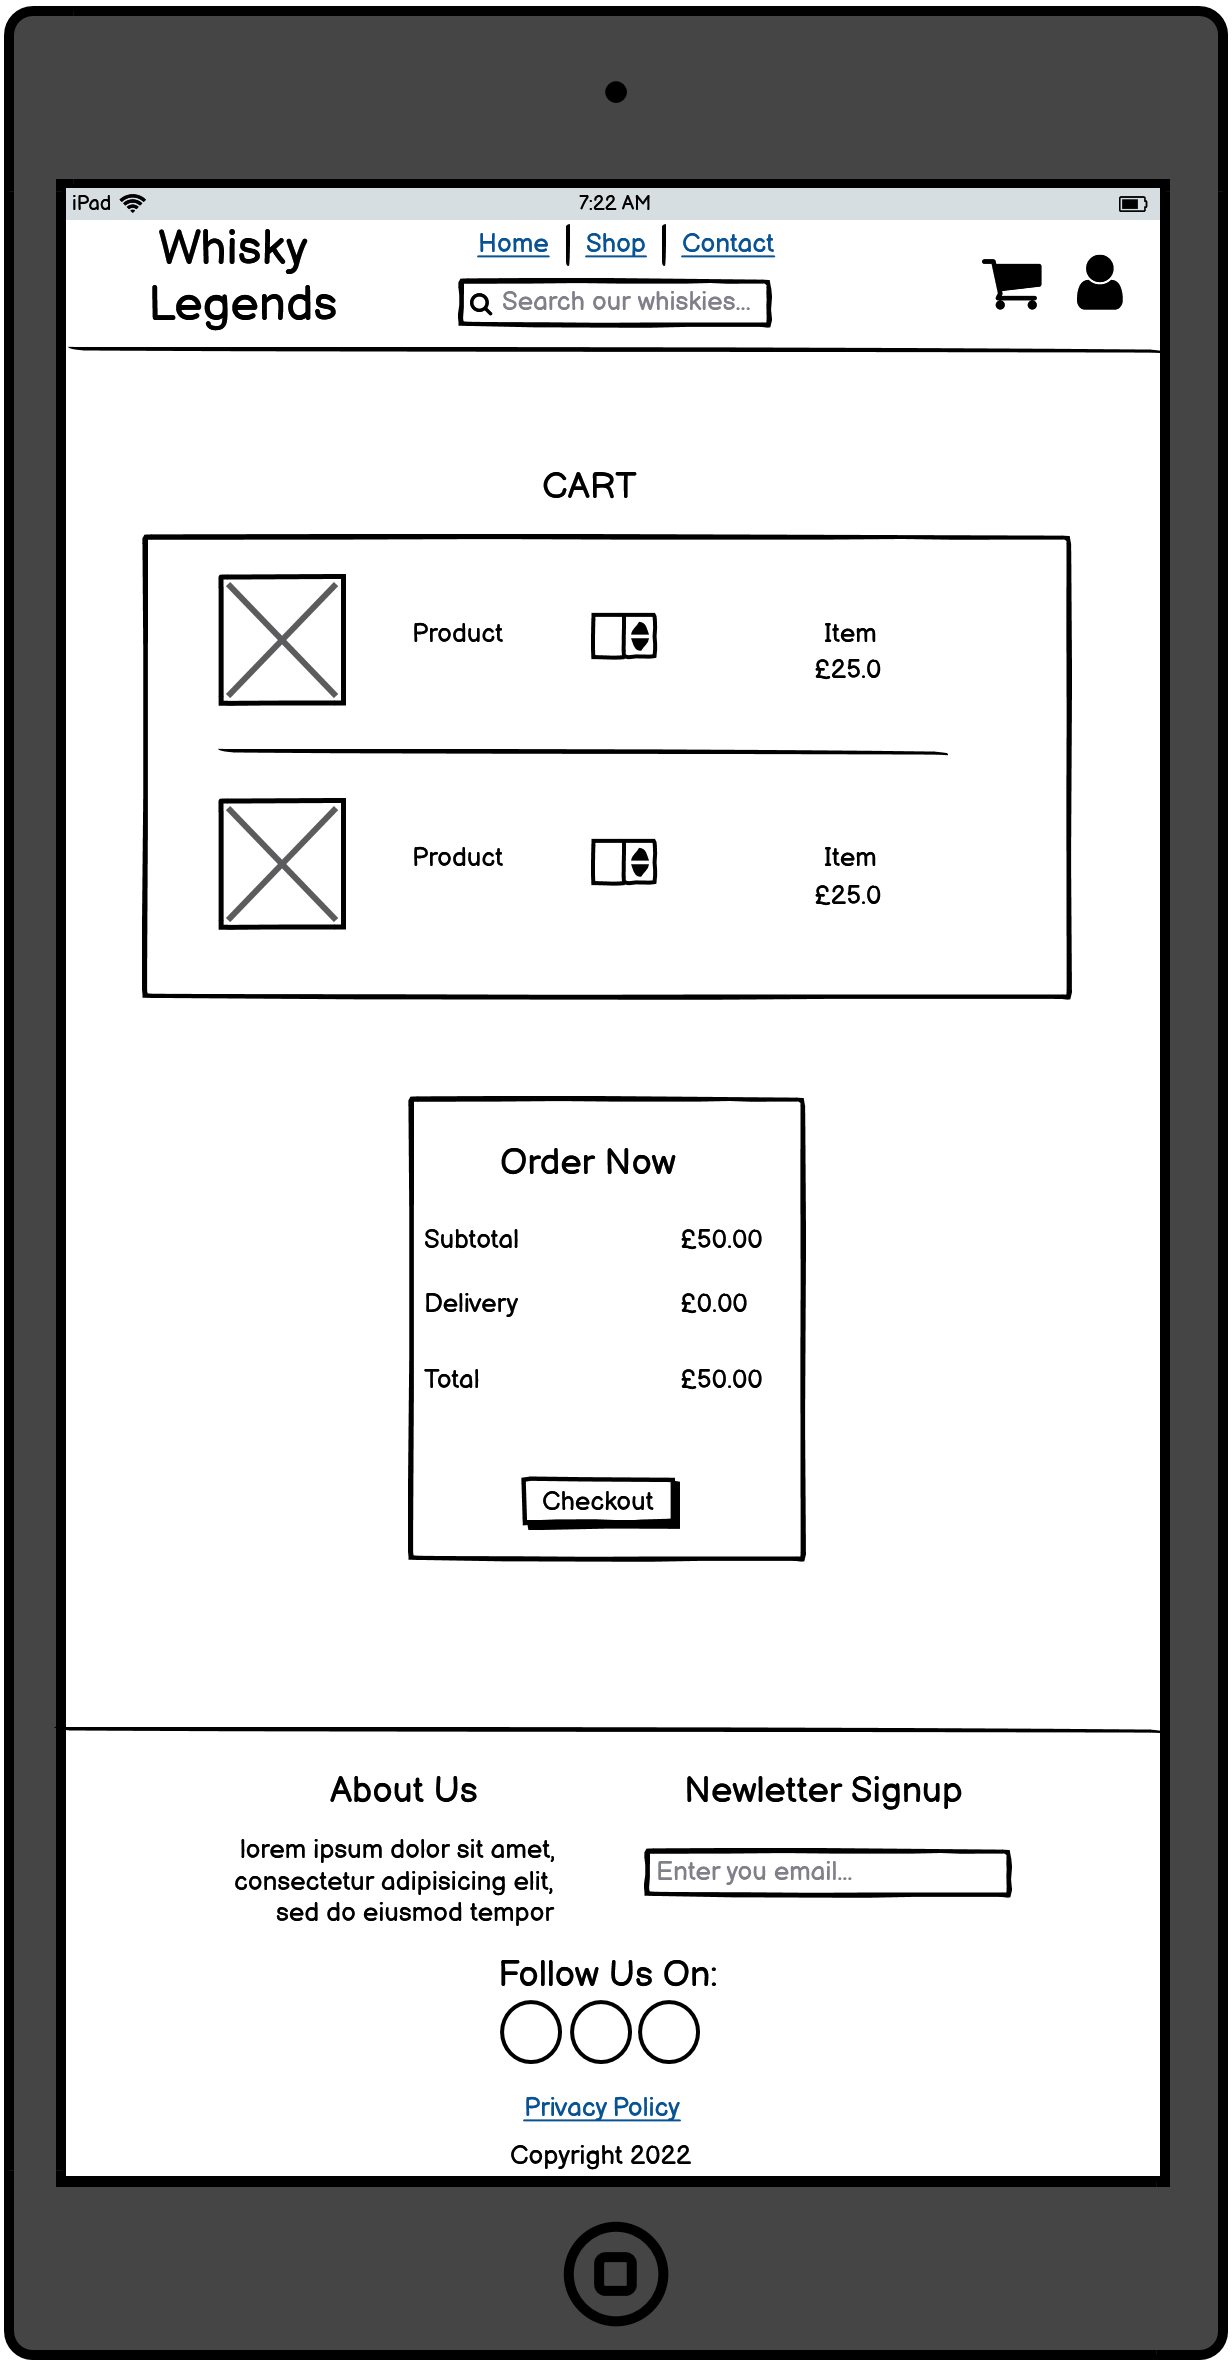 iPad
7:22 AM
Whisky
Legends
Home
Shop
Contact
Search our whiskies...
CART
Product
Item
£25.0
Product
Item
£25.0
Order Now
Subtotal £50.00
Delivery £0.00
Total £50.00
Checkout
About Us
lorem ipsum dolor sit amet,
consectetur adipisicing elit,
sed do eiusmod tempor
Newletter Signup
Enter you email...
Follow Us On:
Privacy Policy
Copyright 2022